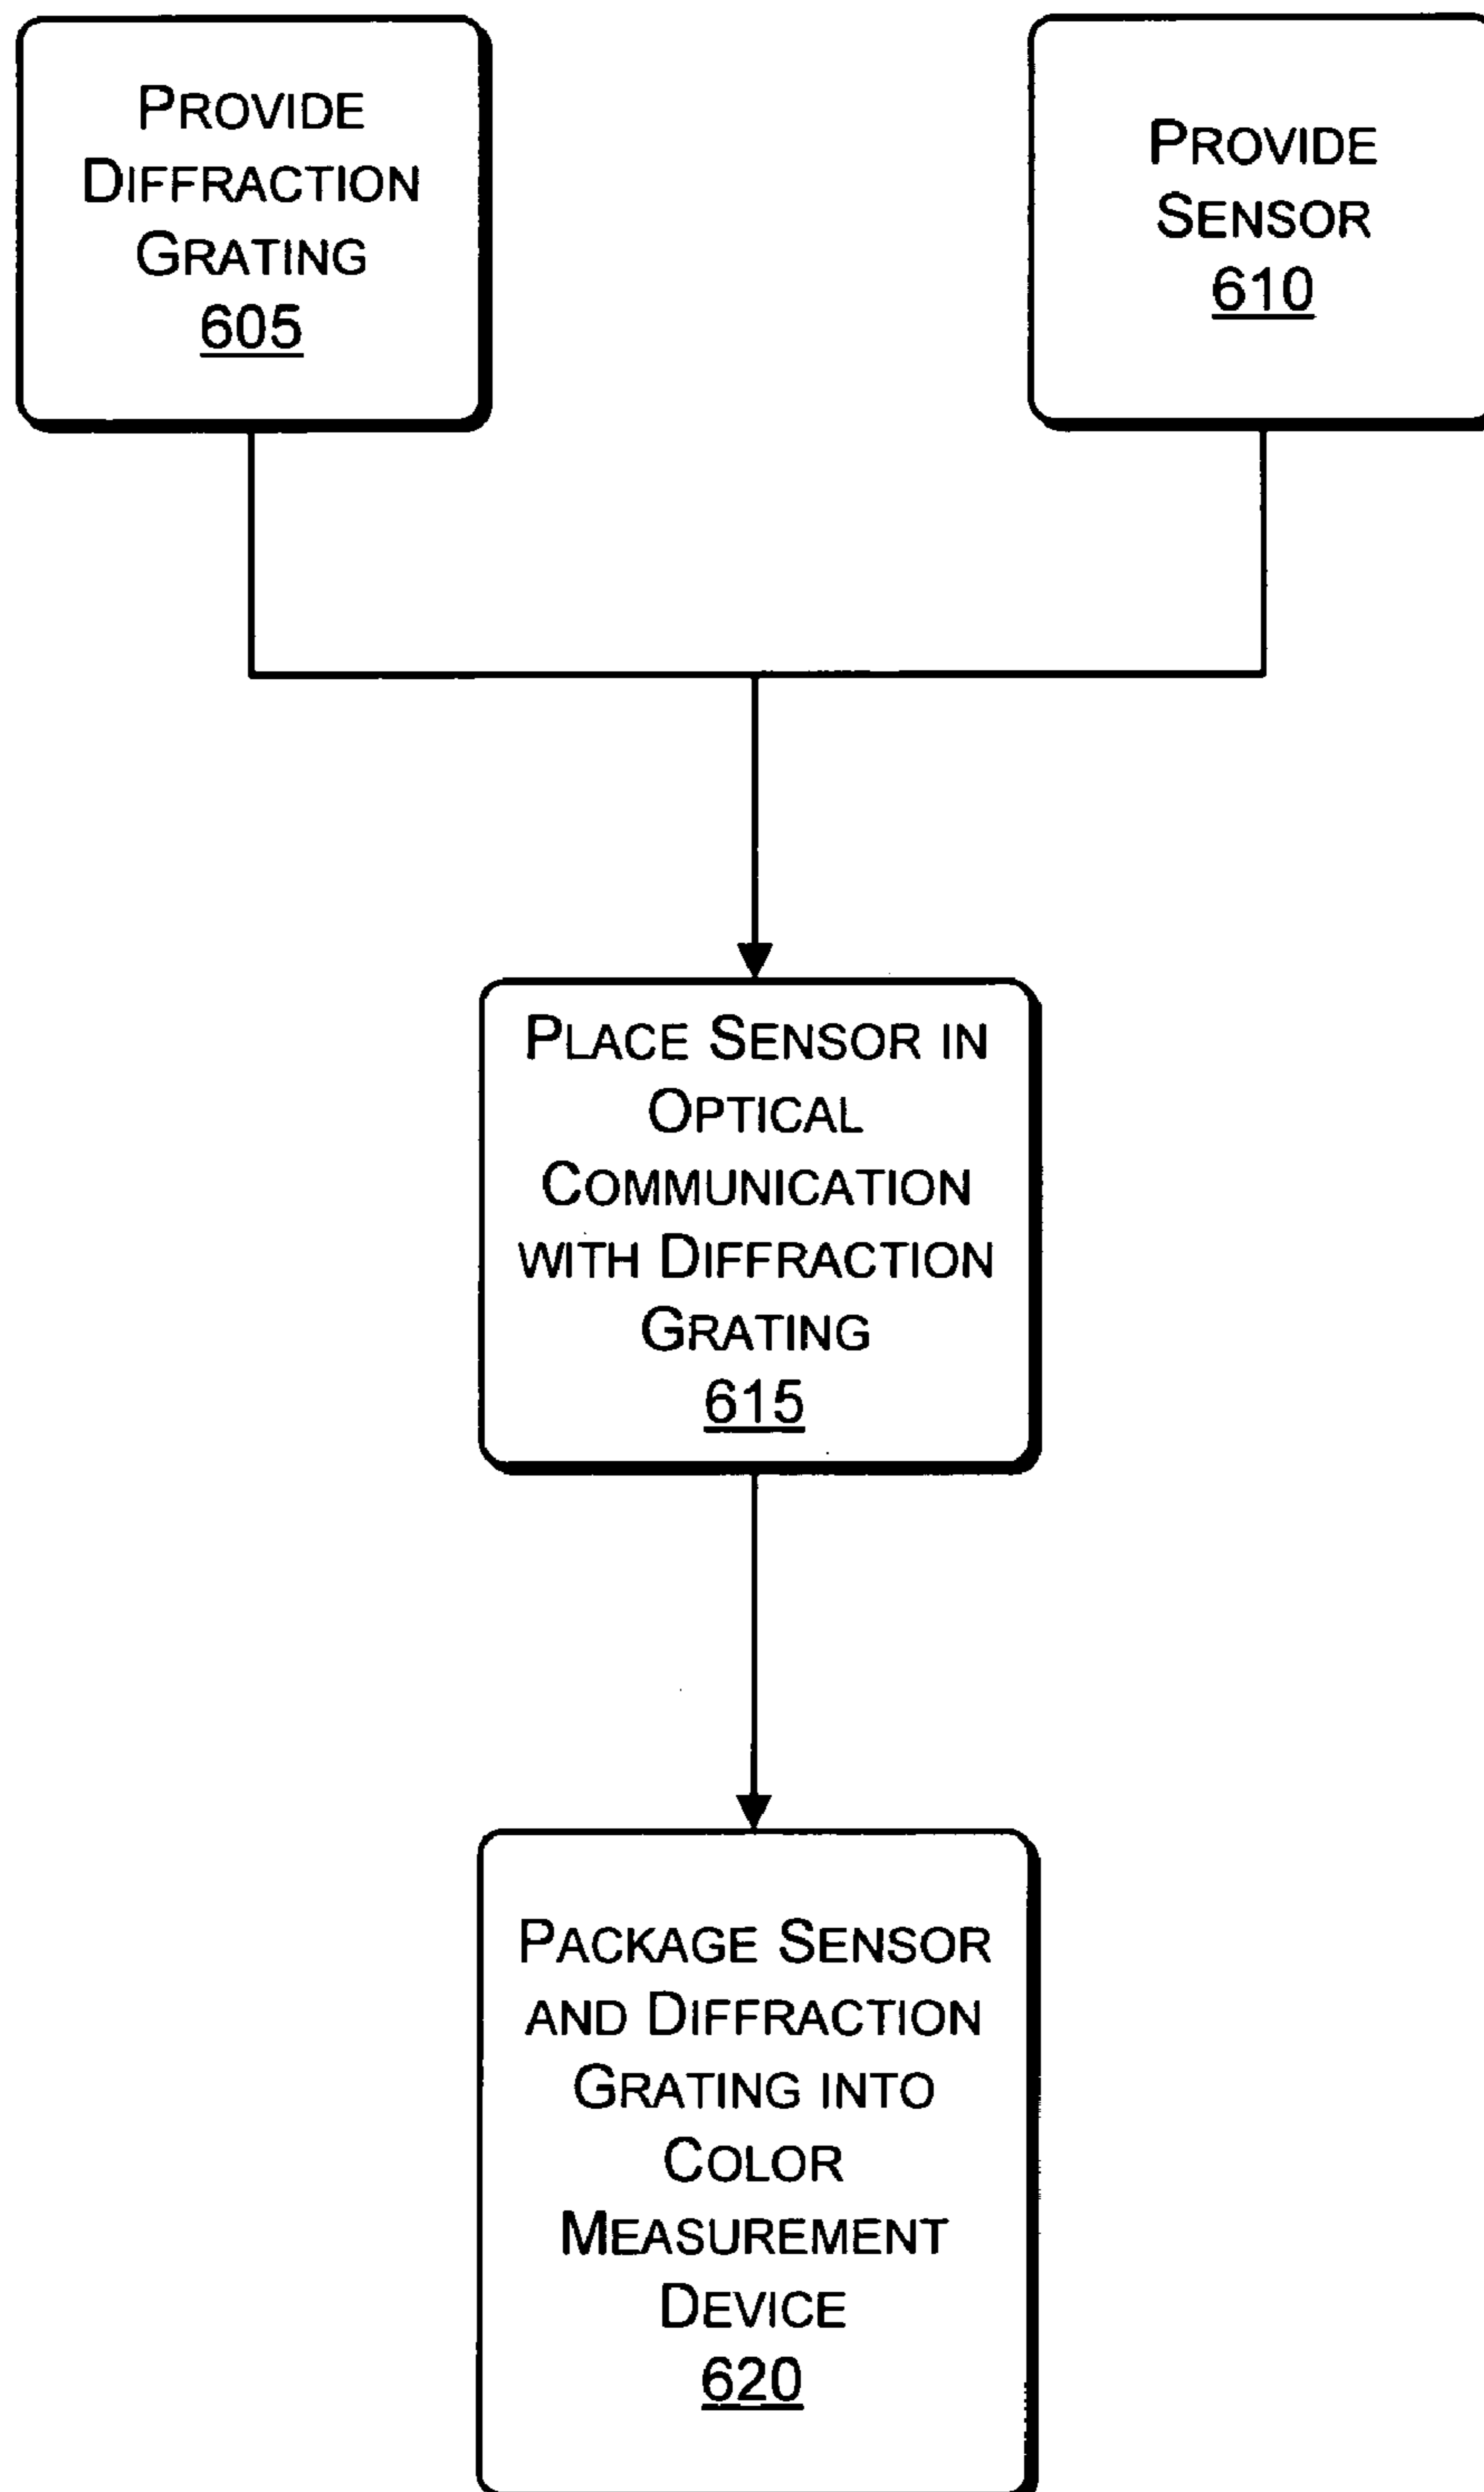 PROVIDE
DIFFRACTION
GRATING
605
PROVIDE
SENSOR
610
PLACE SENSOR IN
OPTICAL
COMMUNICATION
WITH DIFFRACTION
GRATING
615
PACKAGE SENSOR
AND DIFFRACTION
GRATING INTO
COLOR
MEASUREMENT
DEVICE
620